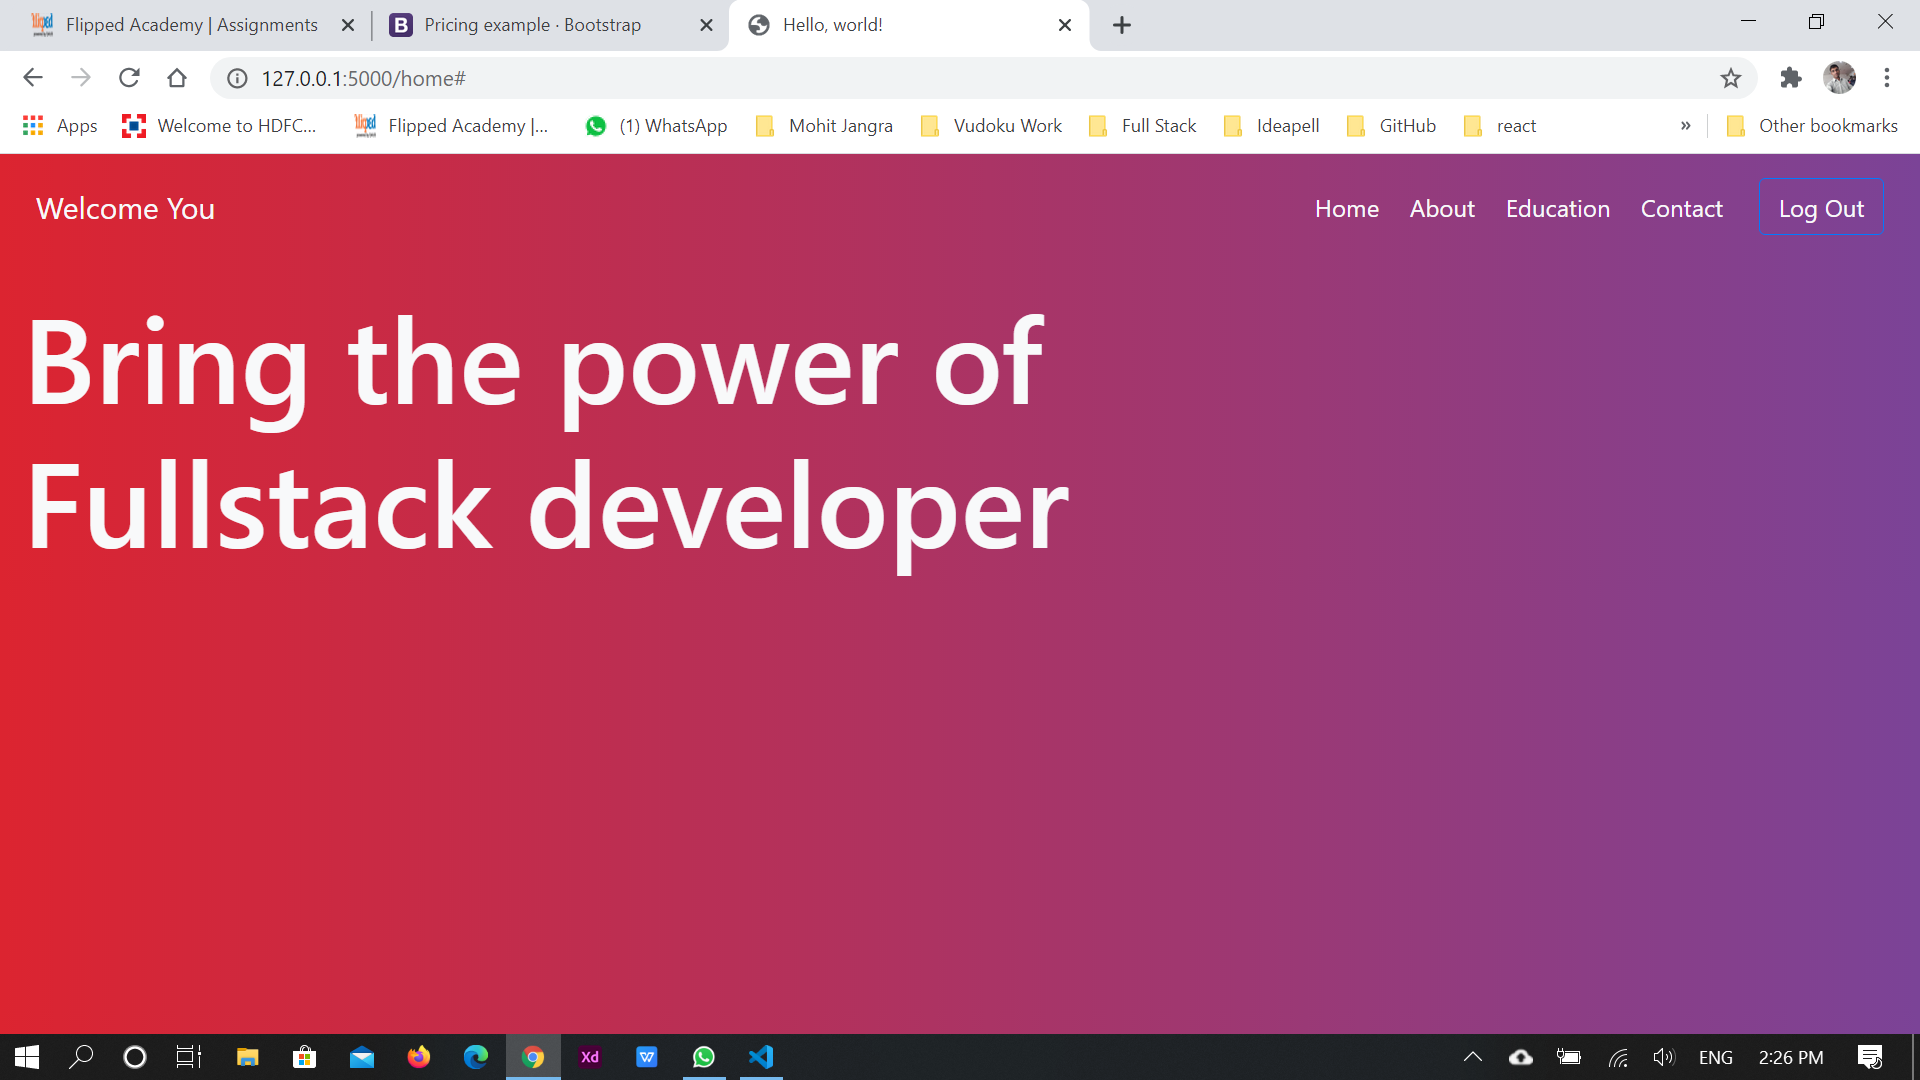 Flipped Academy | Assignments
Pricing example · Bootstrap
Hello, world!
127.0.0.1:5000/home#
Apps
Welcome to HDFC...
Flipped Academy |...
(1) WhatsApp
Mohit Jangra
Vudoku Work
Full Stack
Ideapell
GitHub
react
»
Other bookmarks
Welcome You
Home
About
Education
Contact
Log Out
Bring the power of
Fullstack developer
Xd
W
ENG
2:26 PM